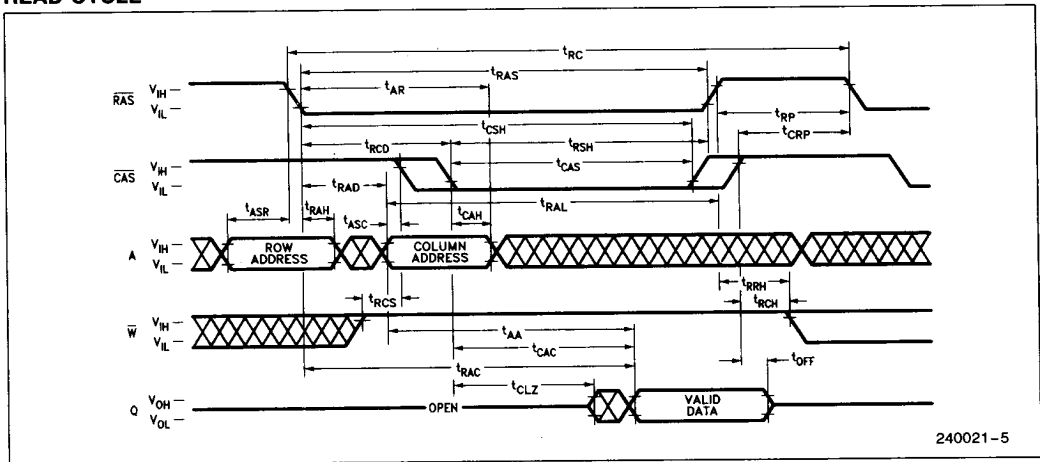 READ CYCLE
tRC
tRAS
tAR
RAS VIH
VIL
tRP
tCSH
tCRP
tRCD
tRSH
tCAS
CAS VIH
VIL
tRAD
tRAL
tASR
tRAH
tASC
tCAH
A VIH
VIL
ROW
ADDRESS
COLUMN
ADDRESS
tRRH
tRCS
tRCH
W VIH
VIL
tAA
tCAC
tOFF
tRAC
tCLZ
Q VOH
VOL
OPEN
VALID
DATA
240021-5